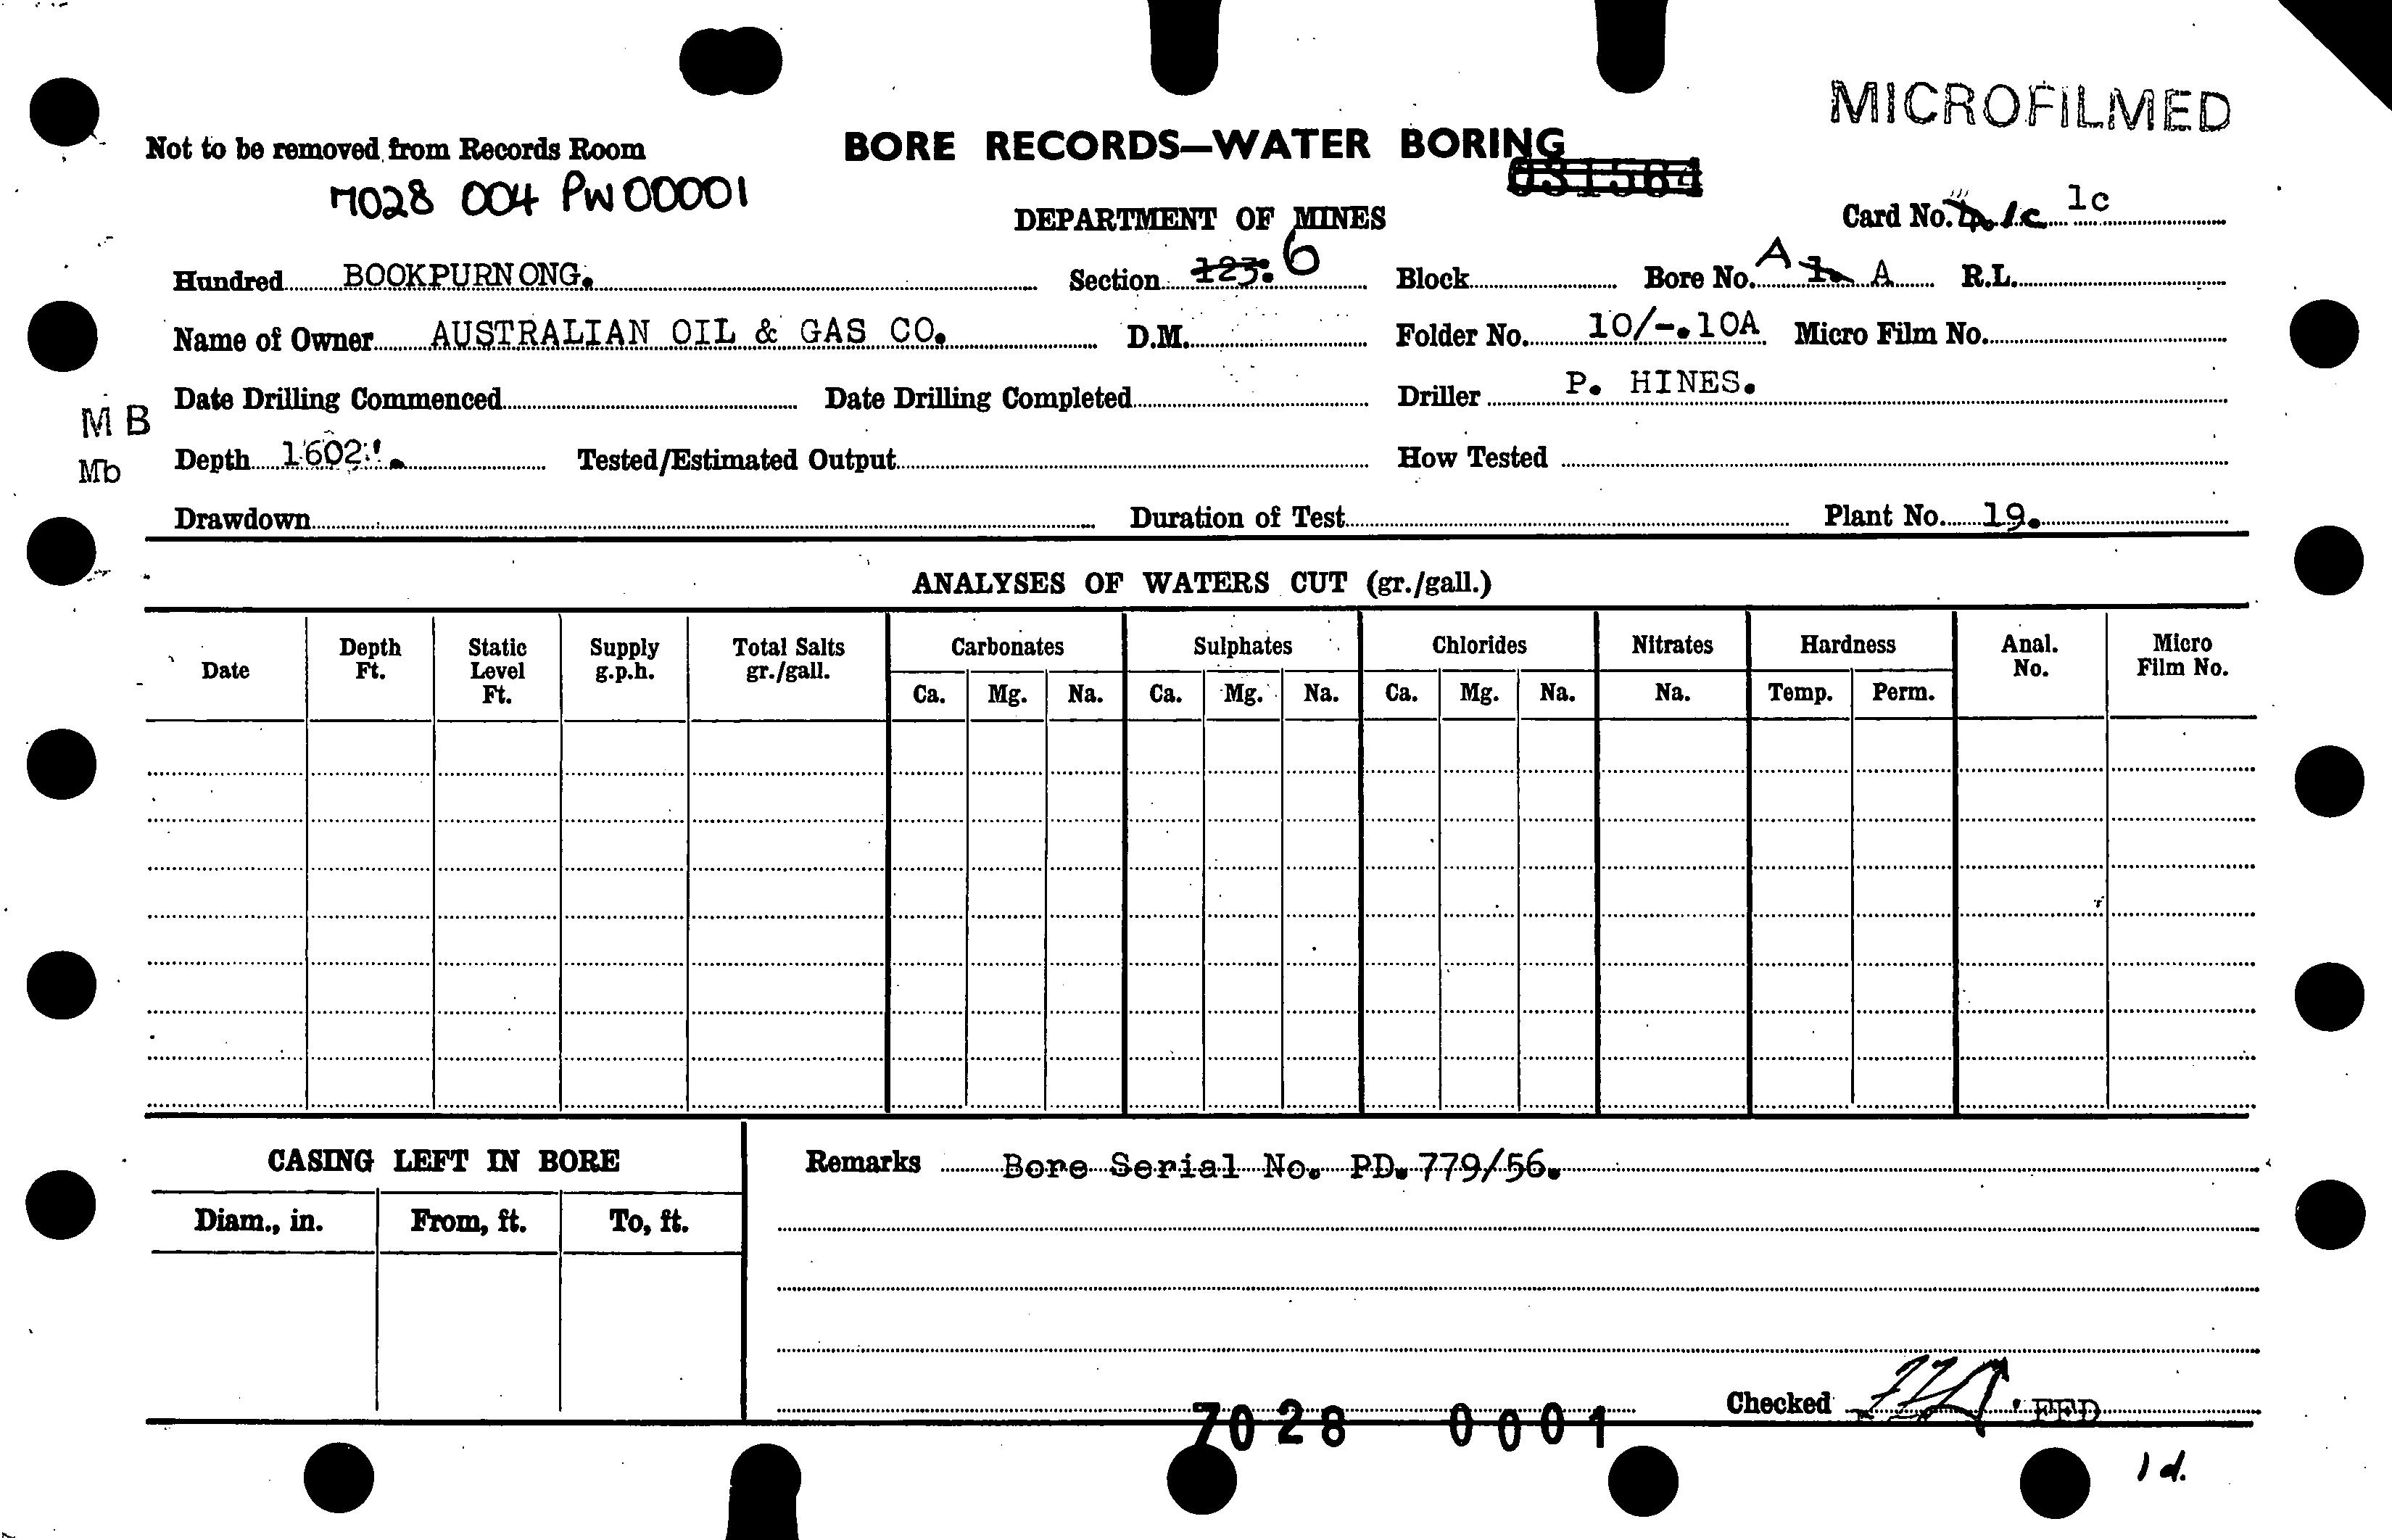 MICROFILMED
Not to be removed from Records Room
BORE RECORDS—WATER BORING
031564
7028 004 PW00001
DEPARTMENT OF MINES
Card No. 1c 1c
Hundred BOOKPURNONG. Section 123. 6 Block Bore No. A 1. A R.L.
Name of Owner AUSTRALIAN OIL & GAS CO. D.M. Folder No. 10/-.10A Micro Film No.
Date Drilling Commenced Date Drilling Completed Driller P. HINES.
MB
Depth 1602'. Tested/Estimated Output How Tested
Mb
Drawdown Duration of Test Plant No. 19.
ANALYSES OF WATERS CUT (gr./gall.)
Date Depth Ft. Static Level Ft. Supply g.p.h. Total Salts gr./gall. Carbonates Sulphates Chlorides Nitrates Hardness Anal. No. Micro Film No.
Ca. Mg. Na. Ca. Mg. Na. Ca. Mg. Na. Na. Temp. Perm.
CASING LEFT IN BORE
Remarks Bore Serial No. PD.779/56.
Diam., in. From, ft. To, ft.
Checked
7028 0001
1d.